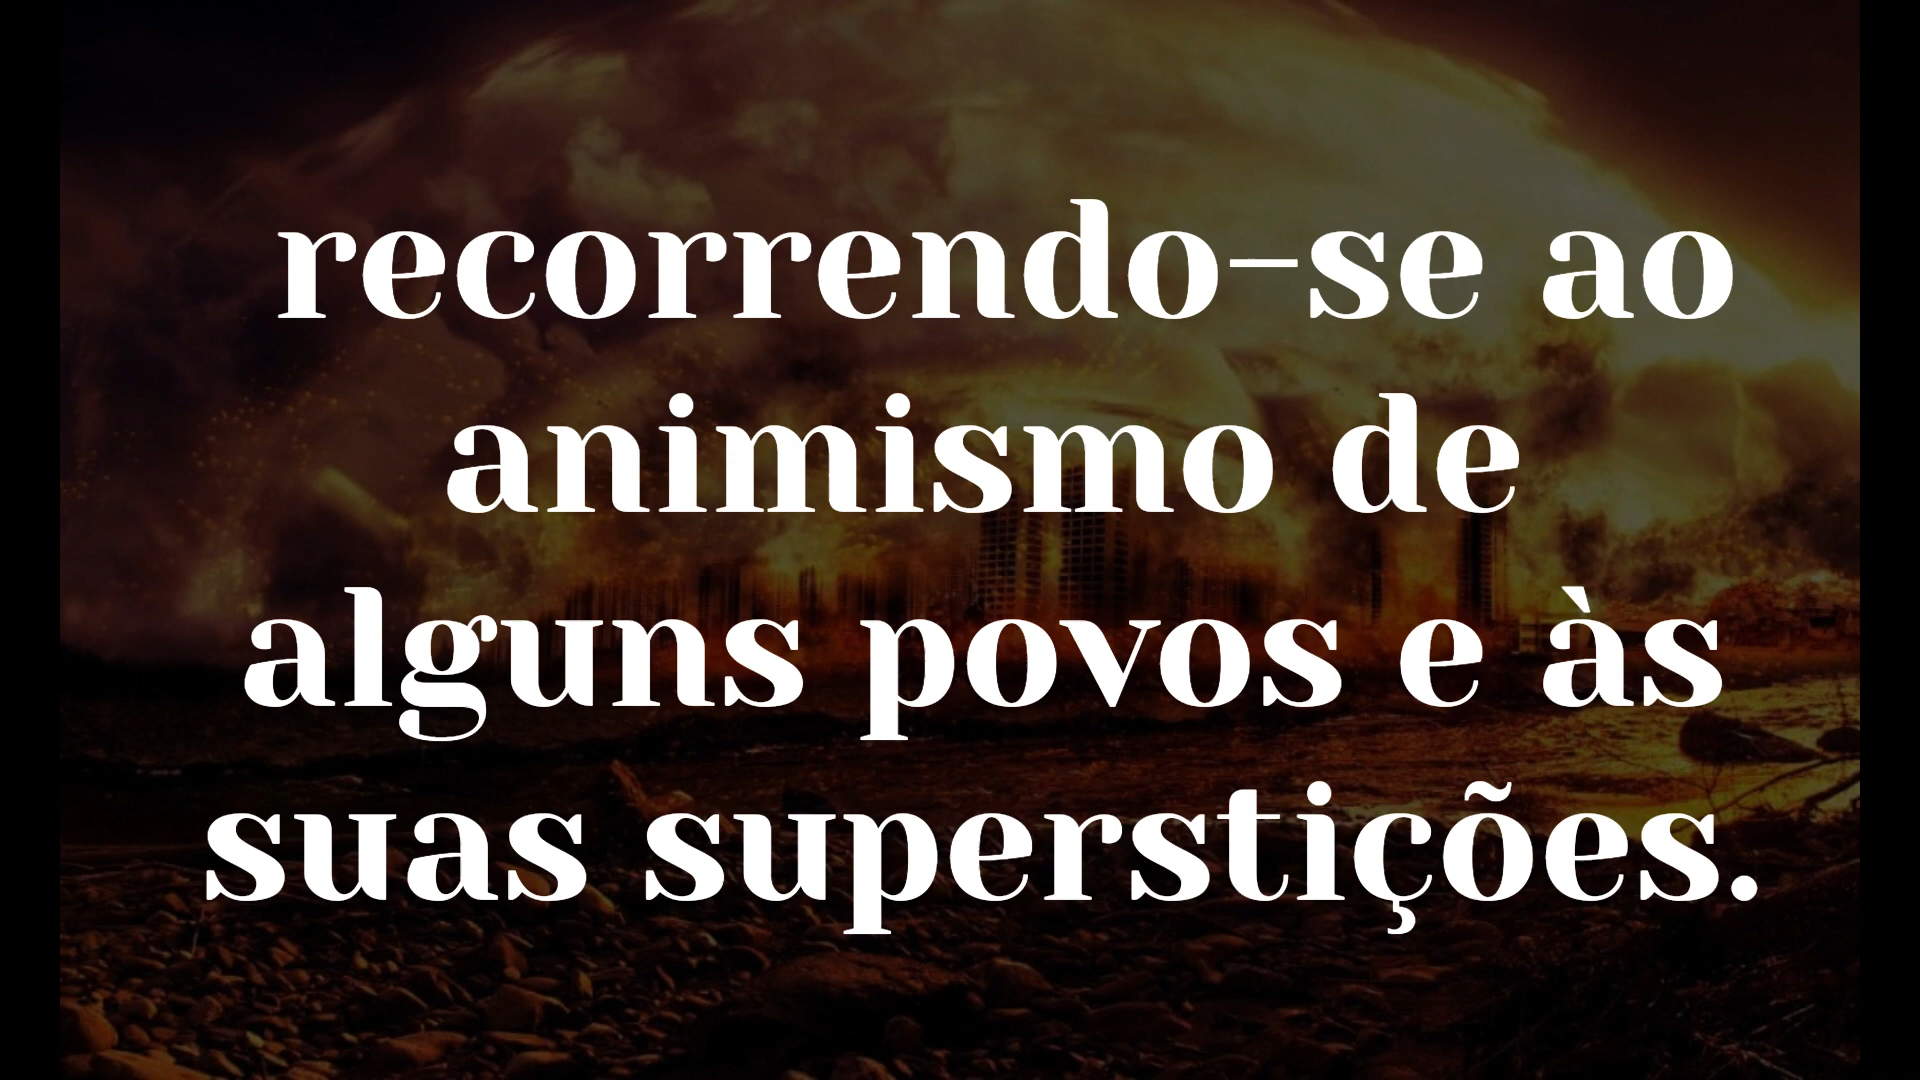 recorrendo-se ao
animismo de
alguns povos e às
suas superstições.